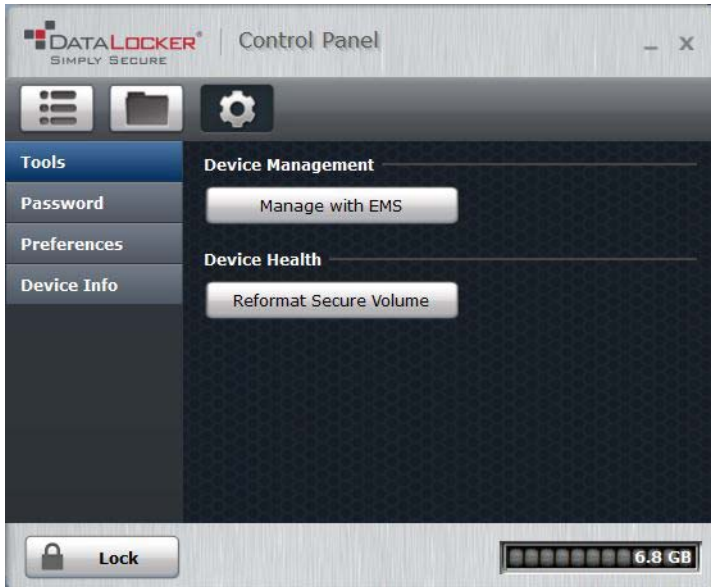 DATALOCKER® Control Panel
SIMPLY SECURE
Tools
Password
Preferences
Device Info
Device Management
Manage with EMS
Device Health
Reformat Secure Volume
Lock
6.8 GB